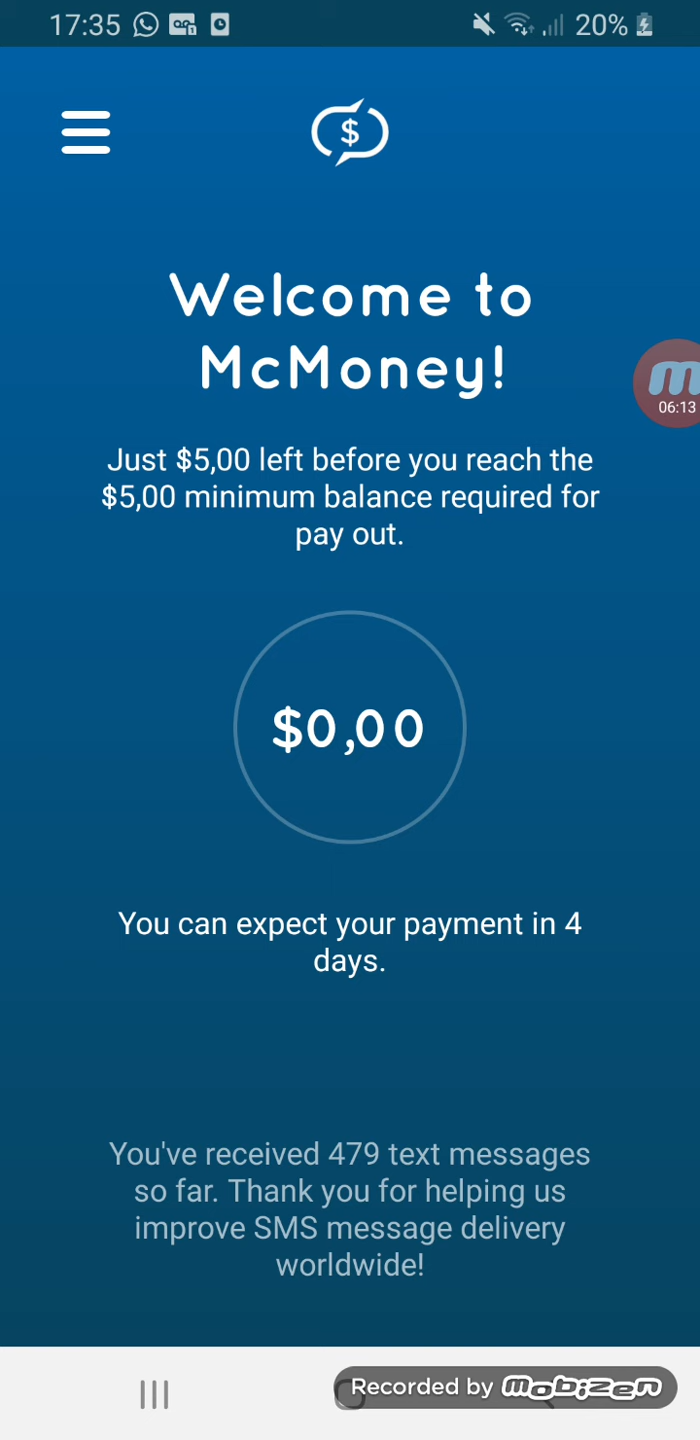 17:35 20%
$
Welcome to
McMoney!
m
06:13
Just $5,00 left before you reach the
$5,00 minimum balance required for
pay out.
$0,00
You can expect your payment in 4
days.
You've received 479 text messages
so far. Thank you for helping us
improve SMS message delivery
worldwide!
Recorded by mobizen